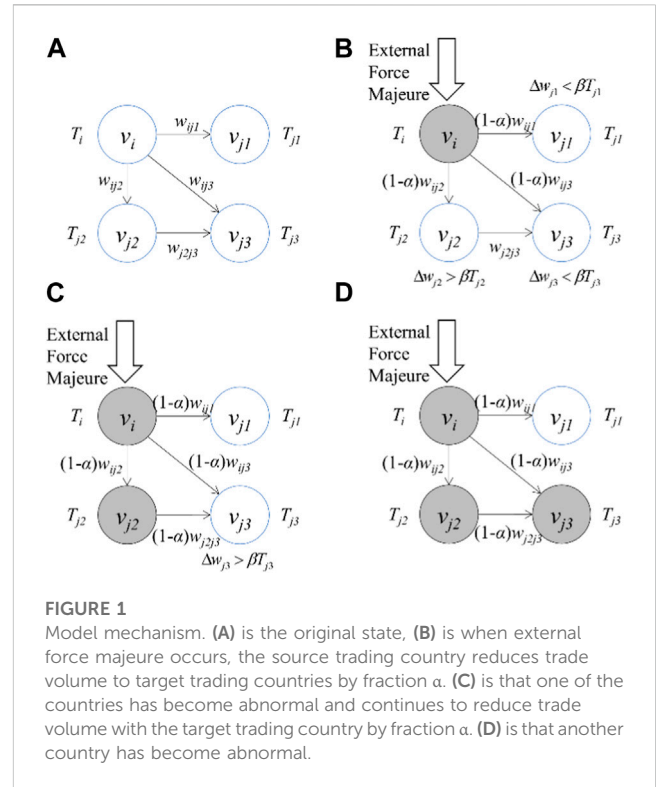 A
T_i
v_i
w_ij1
v_j1
T_j1
w_ij2
w_ij3
T_j2
v_j2
w_j2j3
v_j3
T_j3
B
External
Force
Majeure
Δw_j1 < βT_j1
T_i
v_i
(1-α)w_ij1
v_j1
T_j1
(1-α)w_ij2
(1-α)w_ij3
T_j2
v_j2
w_j2j3
v_j3
T_j3
Δw_j2 > βT_j2
Δw_j3 < βT_j3
C
External
Force
Majeure
T_i
v_i
(1-α)w_ij1
v_j1
T_j1
(1-α)w_ij2
(1-α)w_ij3
T_j2
v_j2
(1-α)w_j2j3
v_j3
T_j3
Δw_j3 > βT_j3
D
External
Force
Majeure
T_i
v_i
(1-α)w_ij1
v_j1
T_j1
(1-α)w_ij2
(1-α)w_ij3
T_j2
v_j2
(1-α)w_j2j3
v_j3
T_j3
FIGURE 1
Model mechanism. (A) is the original state, (B) is when external
force majeure occurs, the source trading country reduces trade
volume to target trading countries by fraction α. (C) is that one of the
countries has become abnormal and continues to reduce trade
volume with the target trading country by fraction α. (D) is that another
country has become abnormal.